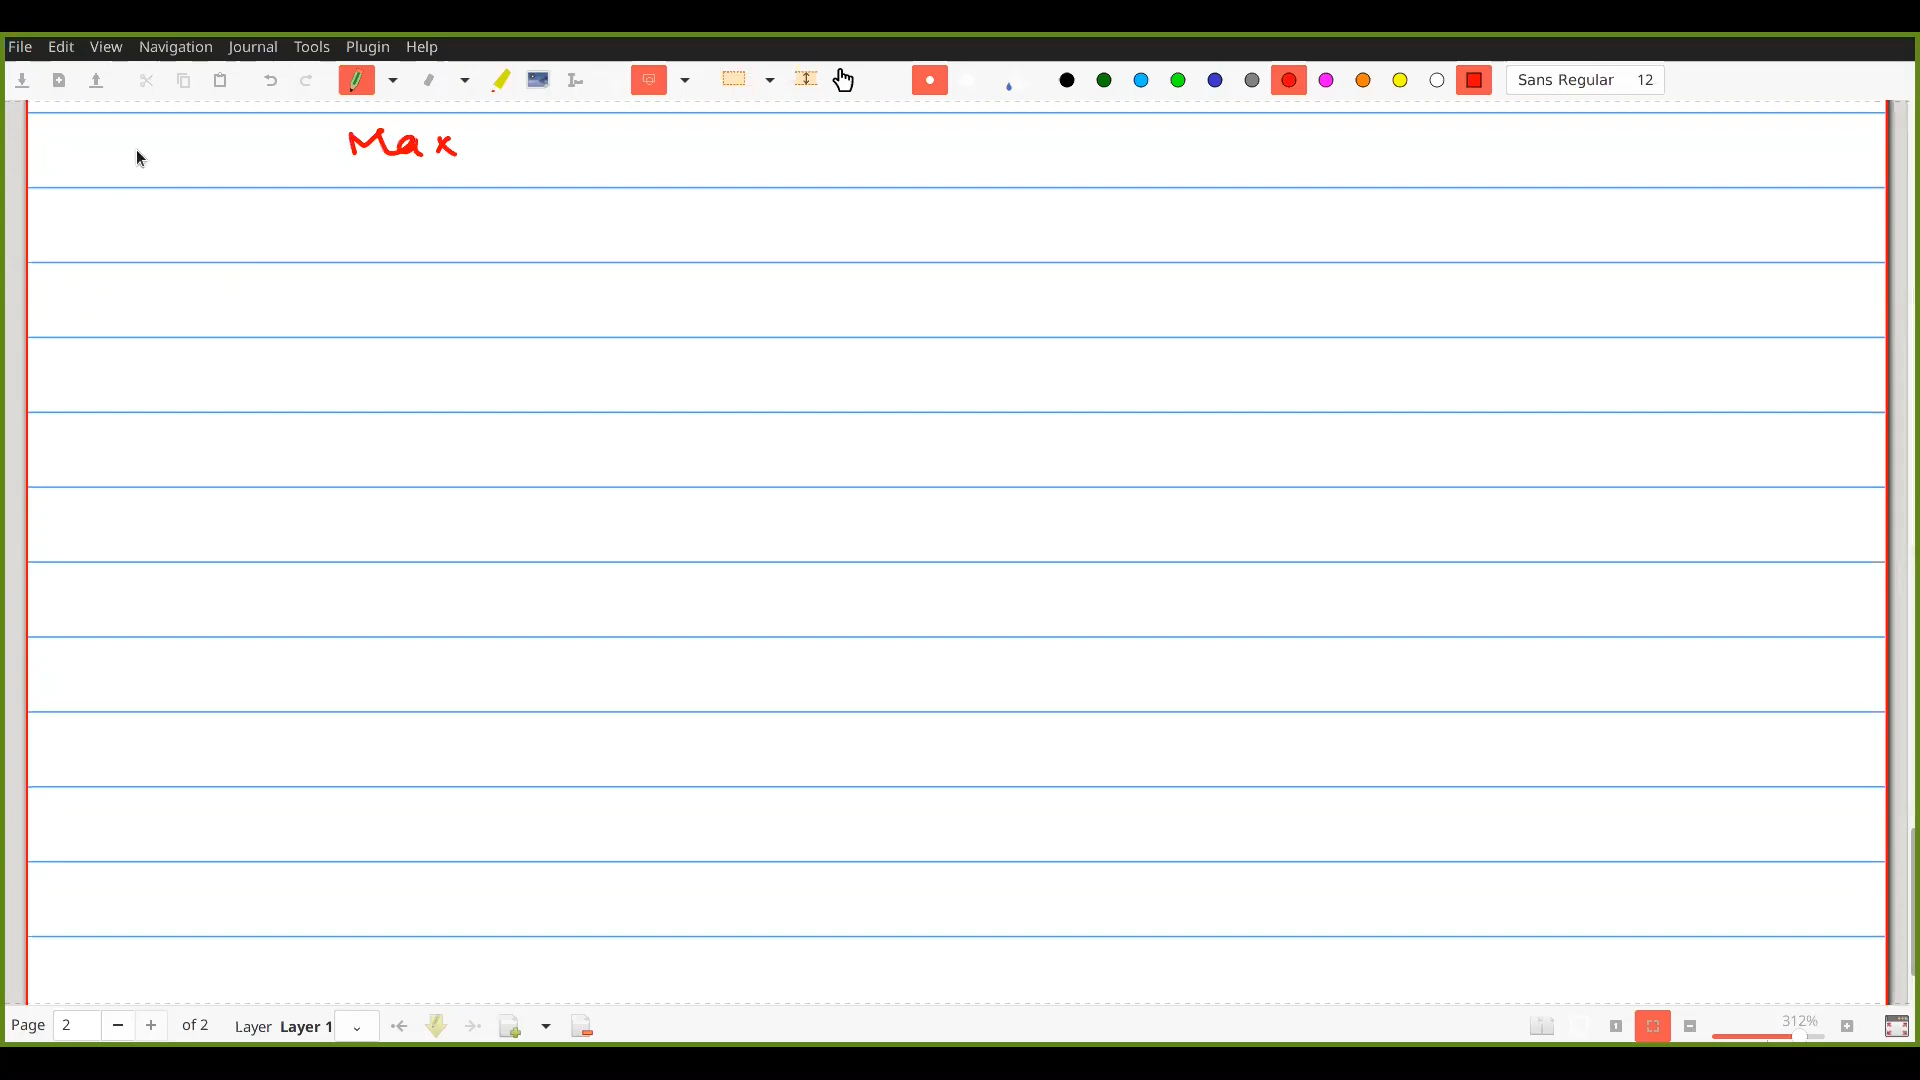 File Edit View Navigation Journal Tools Plugin Help
Sans Regular 12
Max
Page 2 of 2 Layer Layer 1 312%